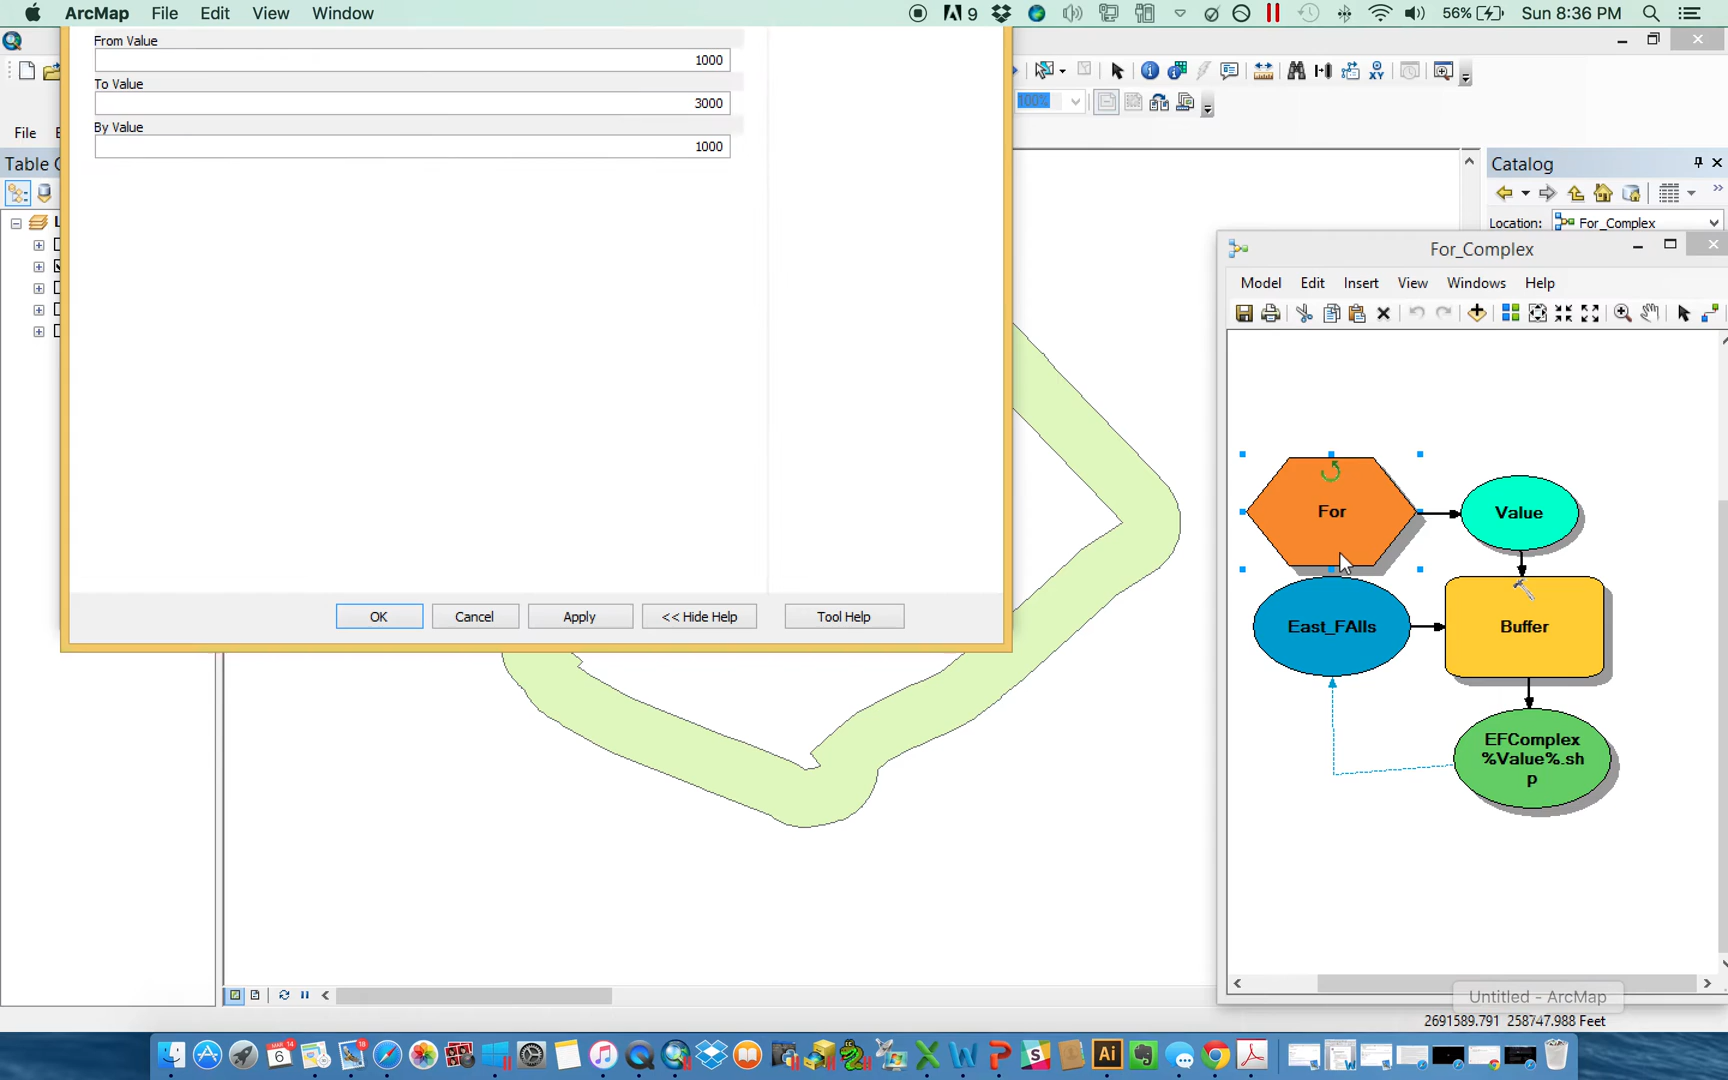 ArcMap File Edit View Window
9
56% Sun 8:36 PM
From Value
1000
To Value
3000
By Value
1000
100%
File
Table
Catalog
Location: For_Complex
For_Complex
Model Edit Insert View Windows Help
For
Value
East_FAlls
Buffer
EFComplex
%Value%.sh
p
OK Cancel Apply << Hide Help Tool Help
Untitled - ArcMap
2691589.791 258747.988 Feet